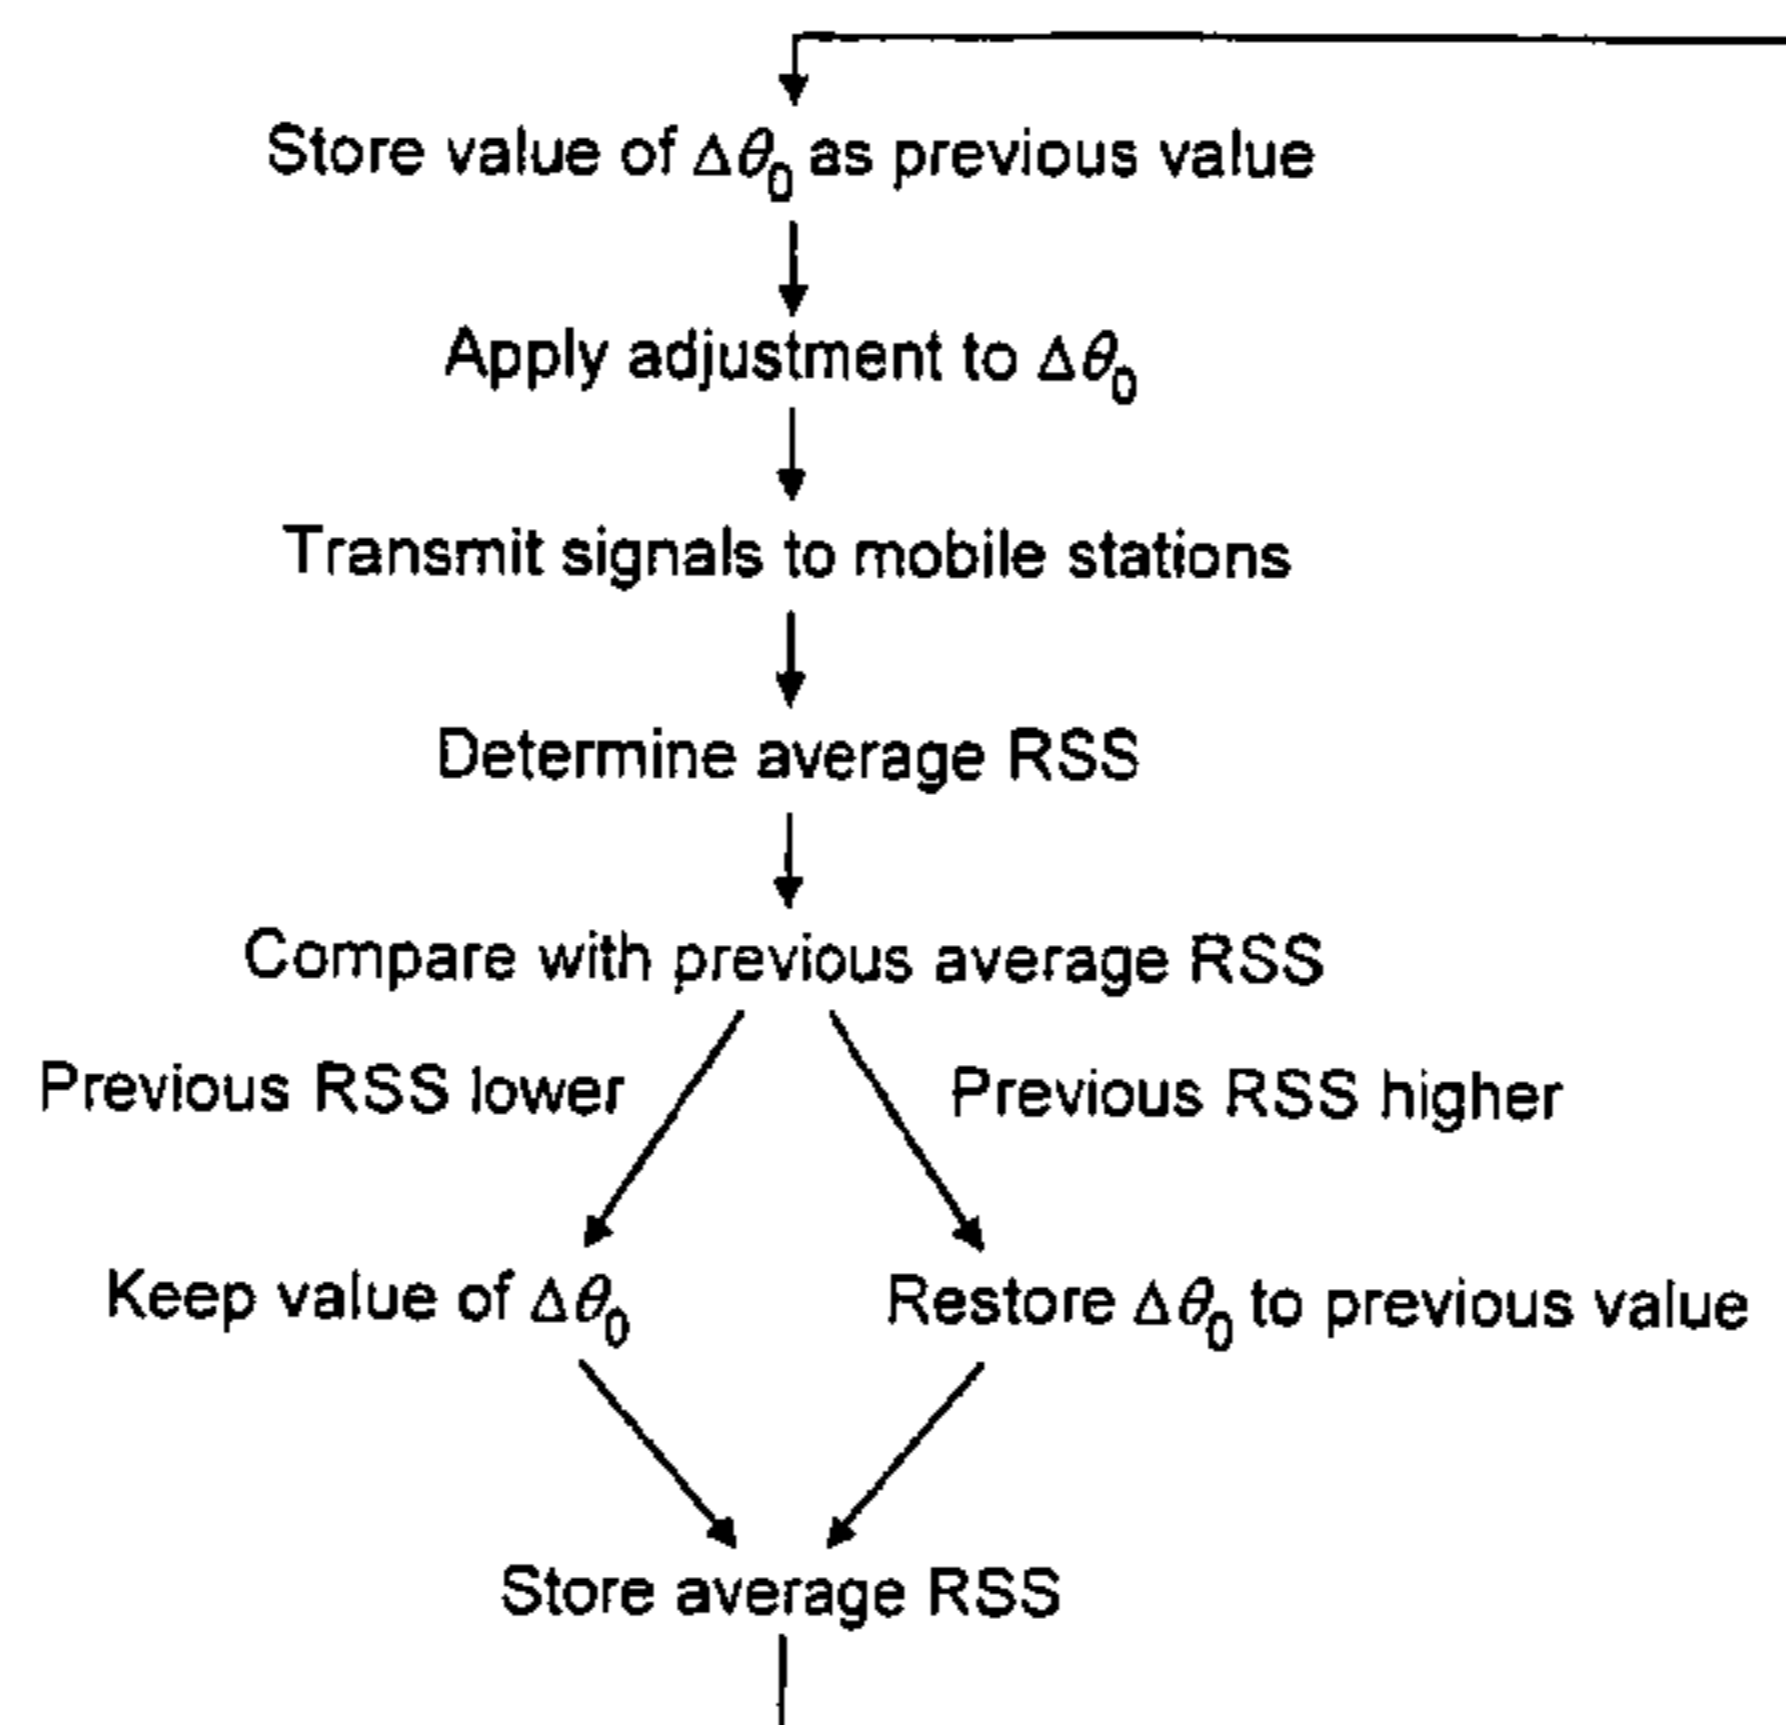 Store value of Δθ₀ as previous value
Apply adjustment to Δθ₀
Transmit signals to mobile stations
Determine average RSS
Compare with previous average RSS
Previous RSS lower
Previous RSS higher
Keep value of Δθ₀
Restore Δθ₀ to previous value
Store average RSS